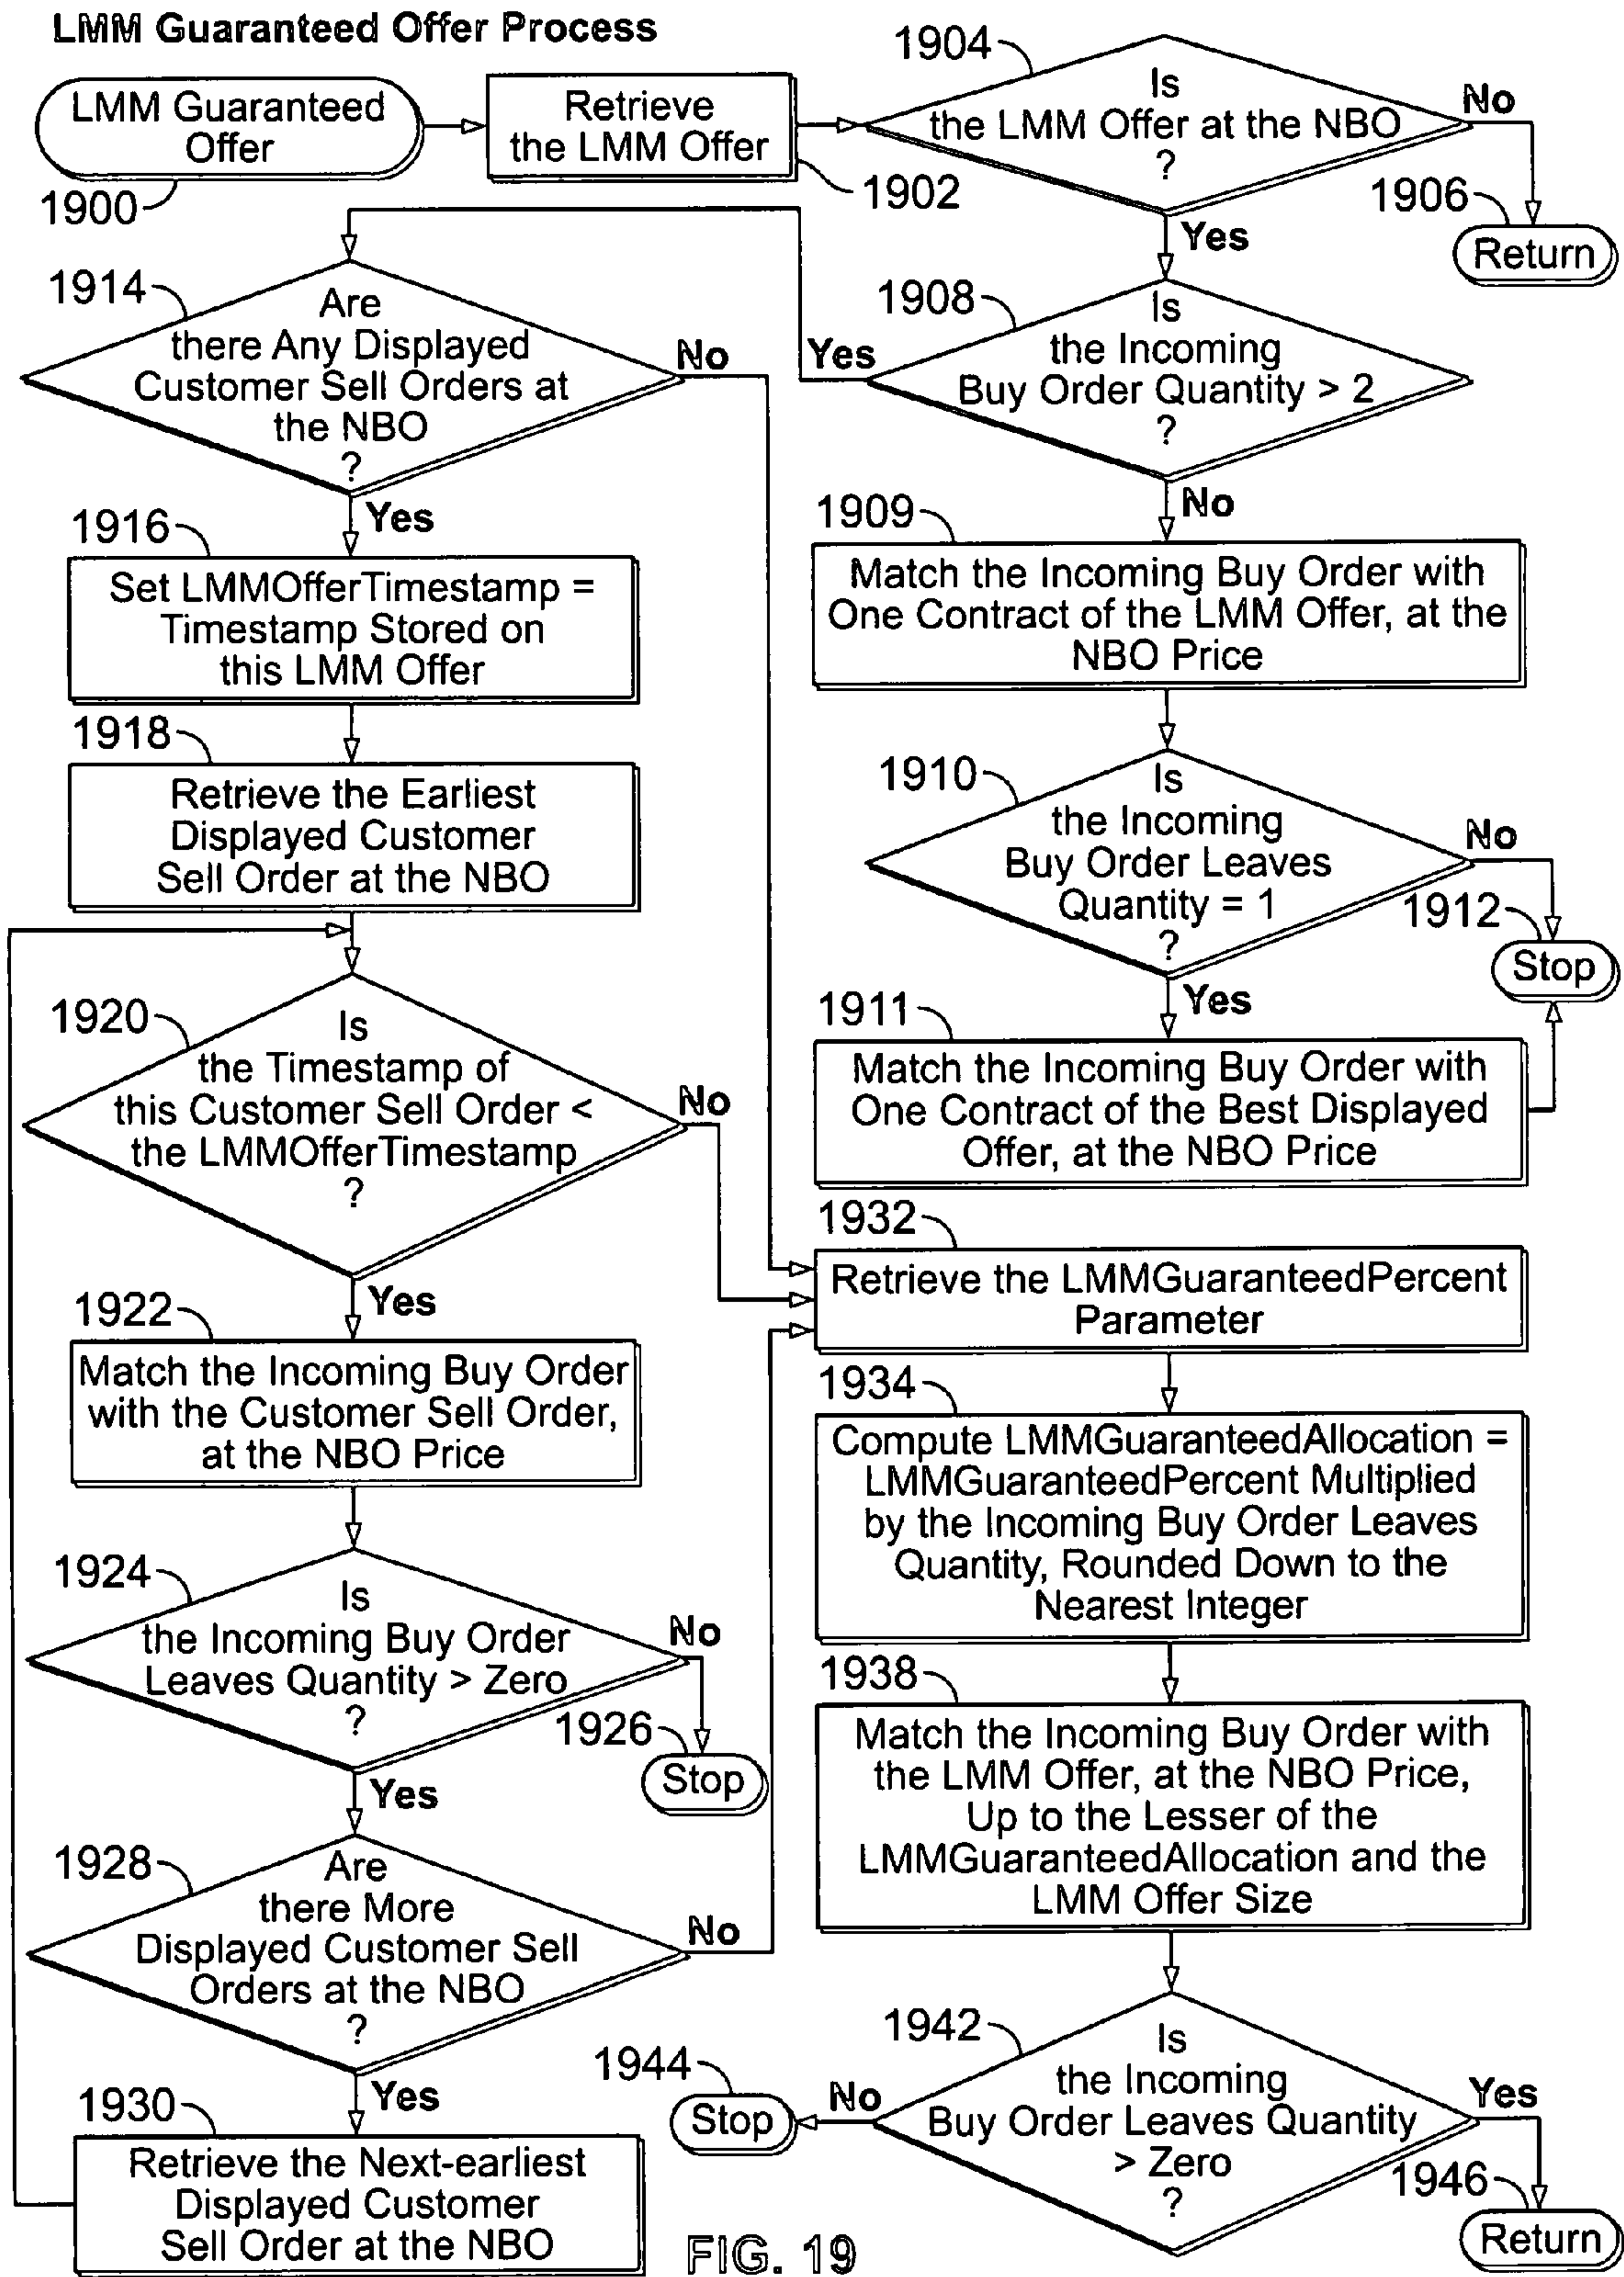 LMM Guaranteed Offer Process
LMM Guaranteed
Offer
1900
Retrieve
the LMM Offer
1902
1904
Is
the LMM Offer at the NBO
?
No
1906
Return
Yes
1908
Is
the Incoming
Buy Order Quantity > 2
?
Yes
No
1909
Match the Incoming Buy Order with
One Contract of the LMM Offer, at the
NBO Price
1910
Is
the Incoming
Buy Order Leaves
Quantity = 1
?
No
1912
Stop
Yes
1911
Match the Incoming Buy Order with
One Contract of the Best Displayed
Offer, at the NBO Price
1914
Are
there Any Displayed
Customer Sell Orders at
the NBO
?
No
Yes
1916
Set LMMOfferTimestamp =
Timestamp Stored on
this LMM Offer
1918
Retrieve the Earliest
Displayed Customer
Sell Order at the NBO
1920
Is
the Timestamp of
this Customer Sell Order <
the LMMOfferTimestamp
?
No
Yes
1922
Match the Incoming Buy Order
with the Customer Sell Order,
at the NBO Price
1924
Is
the Incoming Buy Order
Leaves Quantity > Zero
?
No
1926
Stop
Yes
1928
Are
there More
Displayed Customer Sell
Orders at the NBO
?
No
Yes
1930
Retrieve the Next-earliest
Displayed Customer
Sell Order at the NBO
1932
Retrieve the LMMGuaranteedPercent
Parameter
1934
Compute LMMGuaranteedAllocation =
LMMGuaranteedPercent Multiplied
by the Incoming Buy Order Leaves
Quantity, Rounded Down to the
Nearest Integer
1938
Match the Incoming Buy Order with
the LMM Offer, at the NBO Price,
Up to the Lesser of the
LMMGuaranteedAllocation and the
LMM Offer Size
1942
Is
the Incoming
Buy Order Leaves Quantity
> Zero
?
No
1944
Stop
Yes
1946
Return
FIG. 19